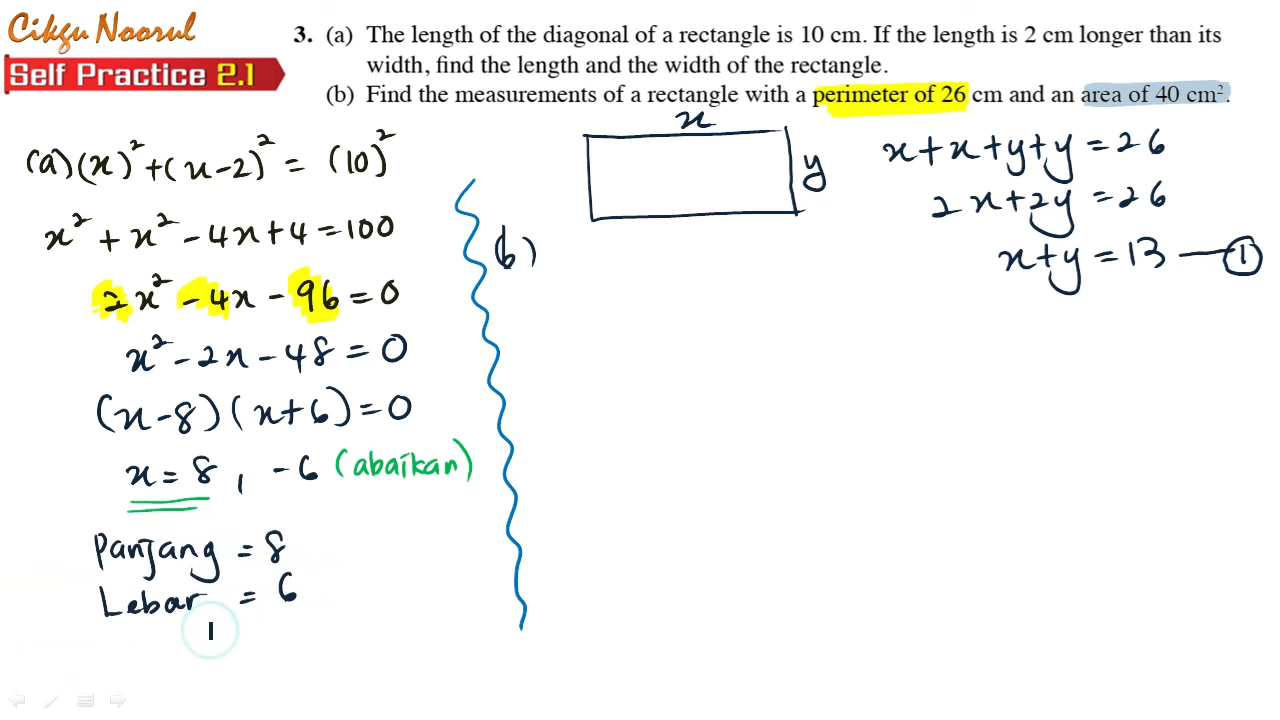 Cikgu Noorul
Self Practice 2.1
3. (a) The length of the diagonal of a rectangle is 10 cm. If the length is 2 cm longer than its
width, find the length and the width of the rectangle.
(b) Find the measurements of a rectangle with a perimeter of 26 cm and an area of 40 cm².
(a) (x)² + (x-2)² = (10)²
x² + x² - 4x + 4 = 100
2x² - 4x - 96 = 0
x² - 2x - 48 = 0
(x-8)(x+6) = 0
x = 8, -6 (abaikan)
Panjang = 8
Lebar = 6
(b)
x
y
x+x+y+y = 26
2x+2y = 26
x+y = 13 — ①